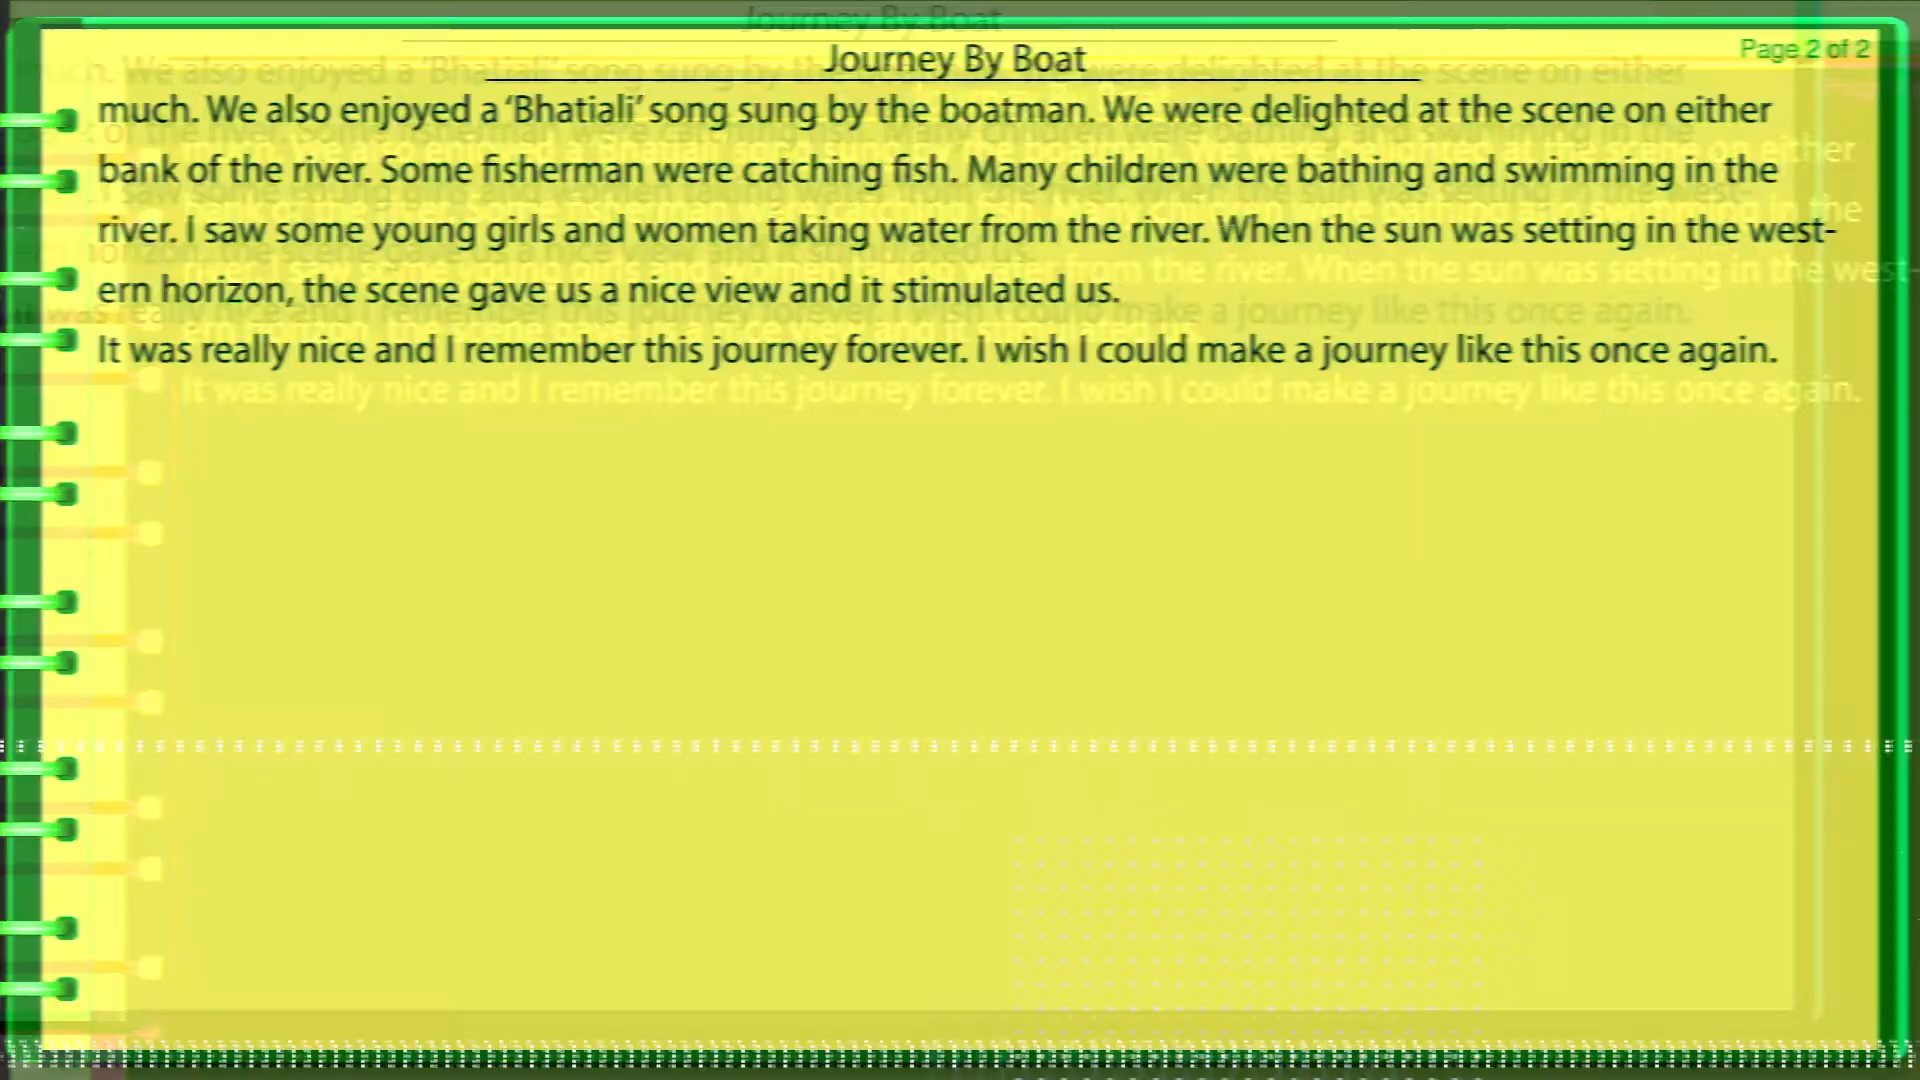 Journey By Boat
Page 2 of 2
much. We also enjoyed a ‘Bhatiali’ song sung by the boatman. We were delighted at the scene on either
bank of the river. Some fisherman were catching fish. Many children were bathing and swimming in the
river. I saw some young girls and women taking water from the river. When the sun was setting in the west-
ern horizon, the scene gave us a nice view and it stimulated us.
It was really nice and I remember this journey forever. I wish I could make a journey like this once again.